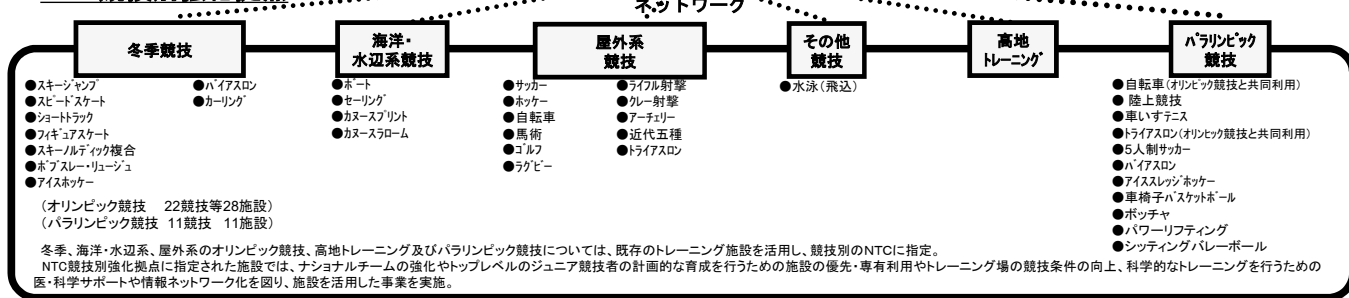 ネットワーク
冬季競技
海洋・
水辺系競技
屋外系
競技
その他
競技
高地
トレーニング
パラリンピック
競技
●スキージャンプ
●スピードスケート
●ショートトラック
●フィギュアスケート
●スキーノルディック複合
●ボブスレー・リュージュ
●アイスホッケー
●バイアスロン
●カーリング
●ボート
●セーリング
●カヌースプリント
●カヌースラローム
●サッカー
●ホッケー
●自転車
●馬術
●ゴルフ
●ラグビー
●ライフル射撃
●クレー射撃
●アーチェリー
●近代五種
●トライアスロン
●水泳（飛込）
●自転車（オリンピック競技と共同利用）
● 陸上競技
●車いすテニス
●トライアスロン（オリンピック競技と共同利用）
●5人制サッカー
●バイアスロン
●アイススレッジホッケー
●車椅子バスケットボール
●ボッチャ
●パワーリフティング
●シッティングバレーボール
（オリンピック競技　22競技等28施設）
（パラリンピック競技　11競技　11施設）
冬季、海洋・水辺系、屋外系のオリンピック競技、高地トレーニング及びパラリンピック競技については、既存のトレーニング施設を活用し、競技別のNTCに指定。
NTC競技別強化拠点に指定された施設では、ナショナルチームの強化やトップレベルのジュニア競技者の計画的な育成を行うための施設の優先・専有利用やトレーニング場の競技条件の向上、科学的なトレーニングを行うための
医・科学サポートや情報ネットワーク化を図り、施設を活用した事業を実施。